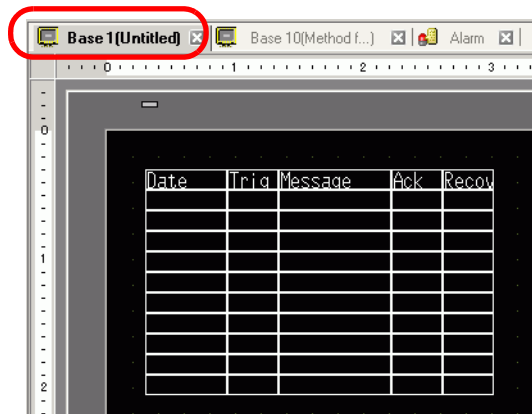 Base 1(Untitled) Base 10(Method f...) Alarm
0 1 2 3
Date Trig Message Ack Recov
0
1
2